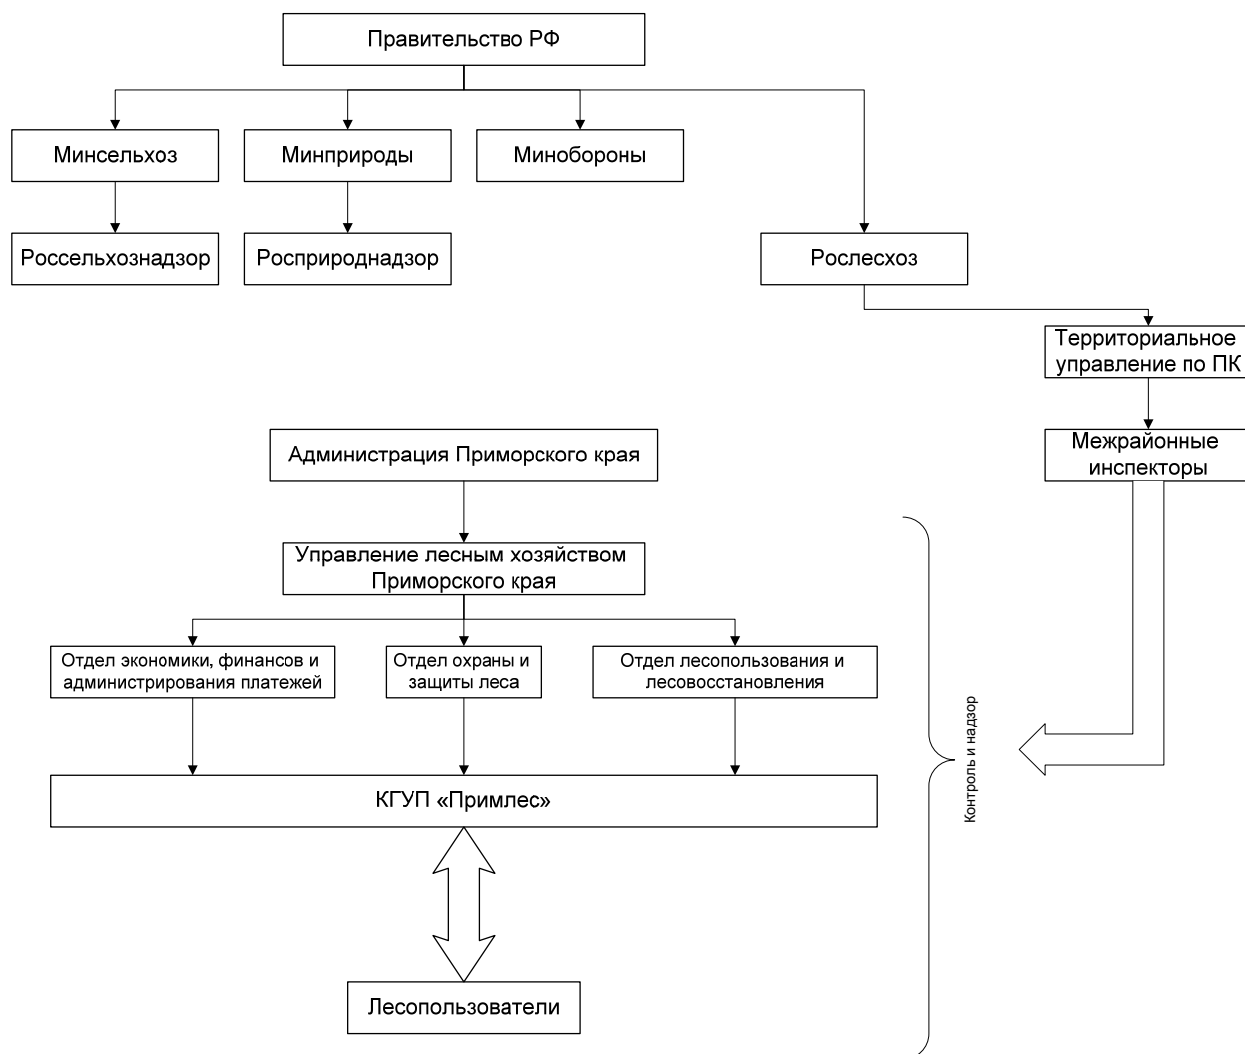 Правительство РФ
Минсельхоз
Минприроды
Минобороны
Россельхознадзор
Росприроднадзор
Рослесхоз
Территориальное
управление по ПК
Межрайонные
инспекторы
Администрация Приморского края
Управление лесным хозяйством
Приморского края
Отдел экономики, финансов и
администрирования платежей
Отдел охраны и
защиты леса
Отдел лесопользования и
лесовосстановления
Контроль и надзор
КГУП «Примлес»
Лесопользователи